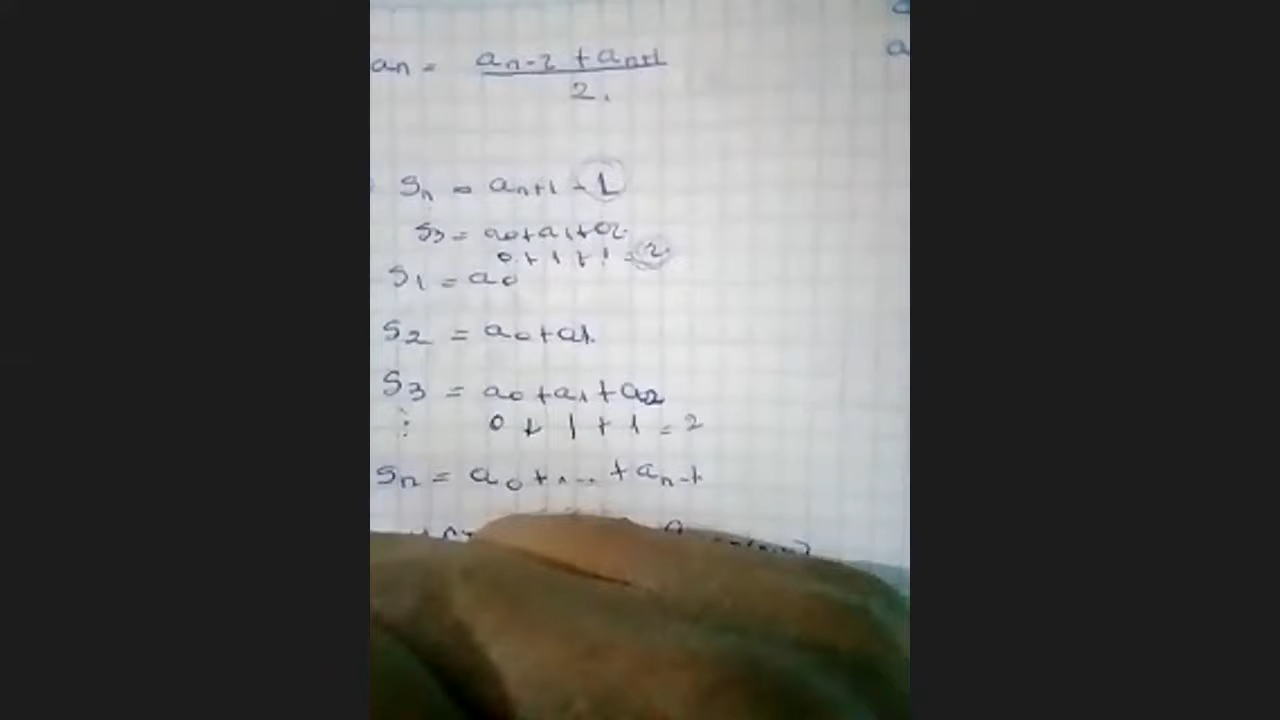 an = (an-2 + an+1) / 2.
Sn = an+1 - 1
S3 = a0 + a1 + a2
0 + 1 + 1 = 2
S1 = a0
S2 = a0 + a1
S3 = a0 + a1 + a2
⋮ 0 + 1 + 1 = 2
Sn = a0 + ... + an-1